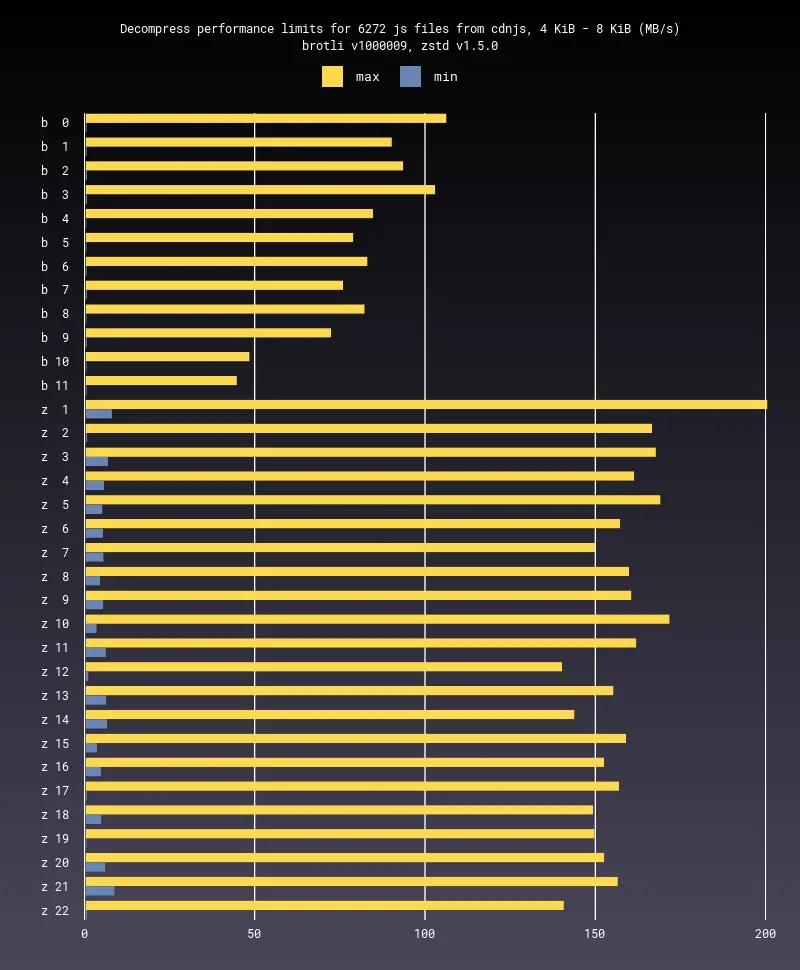 Decompress performance limits for 6272 js files from cdnjs, 4 KiB - 8 KiB (MB/s)
brotli v1000009, zstd v1.5.0
max min
b 0
b 1
b 2
b 3
b 4
b 5
b 6
b 7
b 8
b 9
b 10
b 11
z 1
z 2
z 3
z 4
z 5
z 6
z 7
z 8
z 9
z 10
z 11
z 12
z 13
z 14
z 15
z 16
z 17
z 18
z 19
z 20
z 21
z 22
0 50 100 150 200